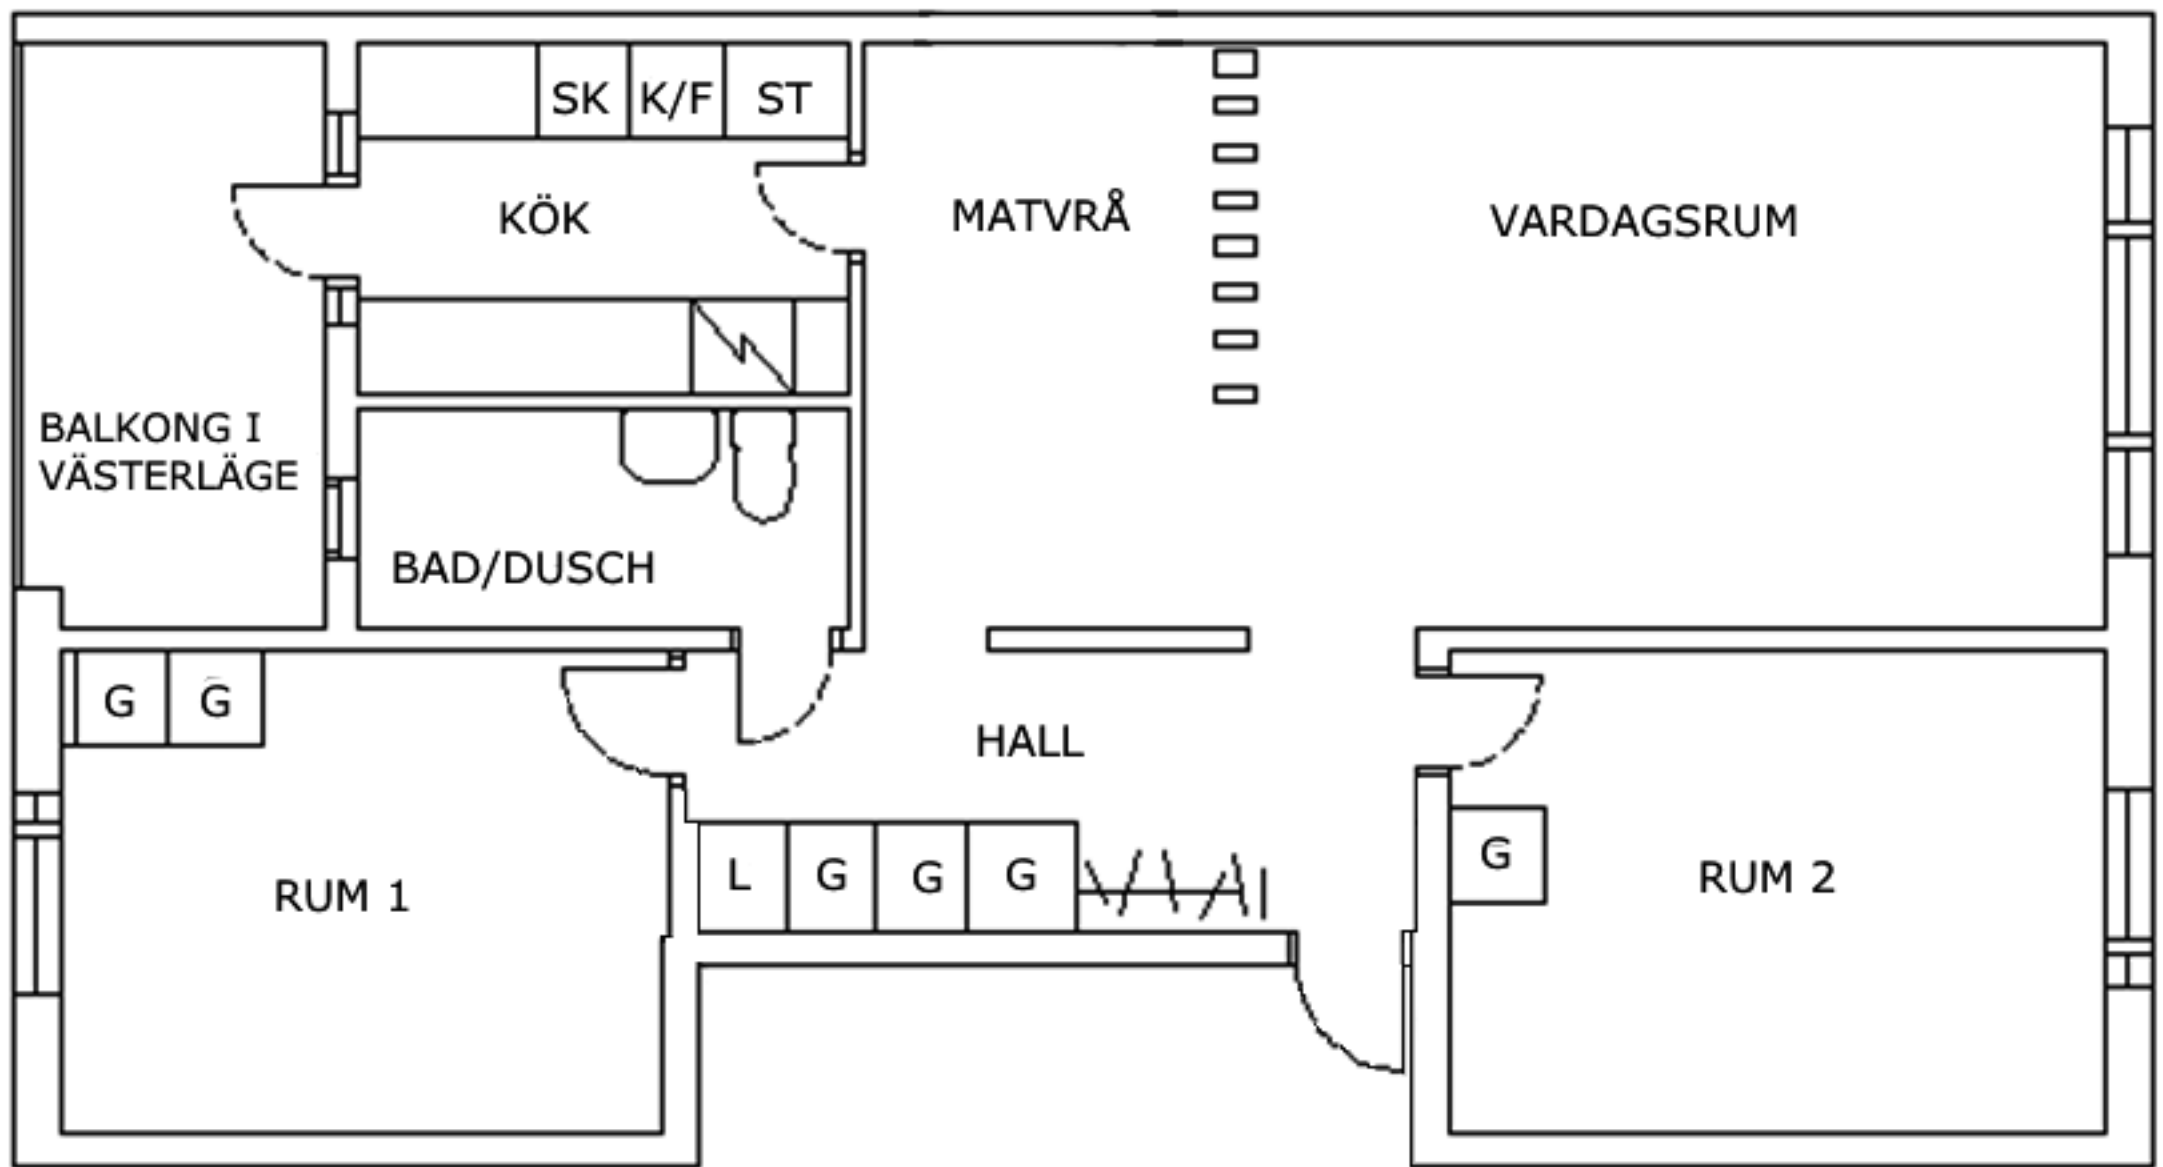 SK K/F ST
KÖK
MATVRÅ
VARDAGSRUM
BALKONG I
VÄSTERLÄGE
BAD/DUSCH
G G
HALL
L G G G
G
RUM 1
RUM 2